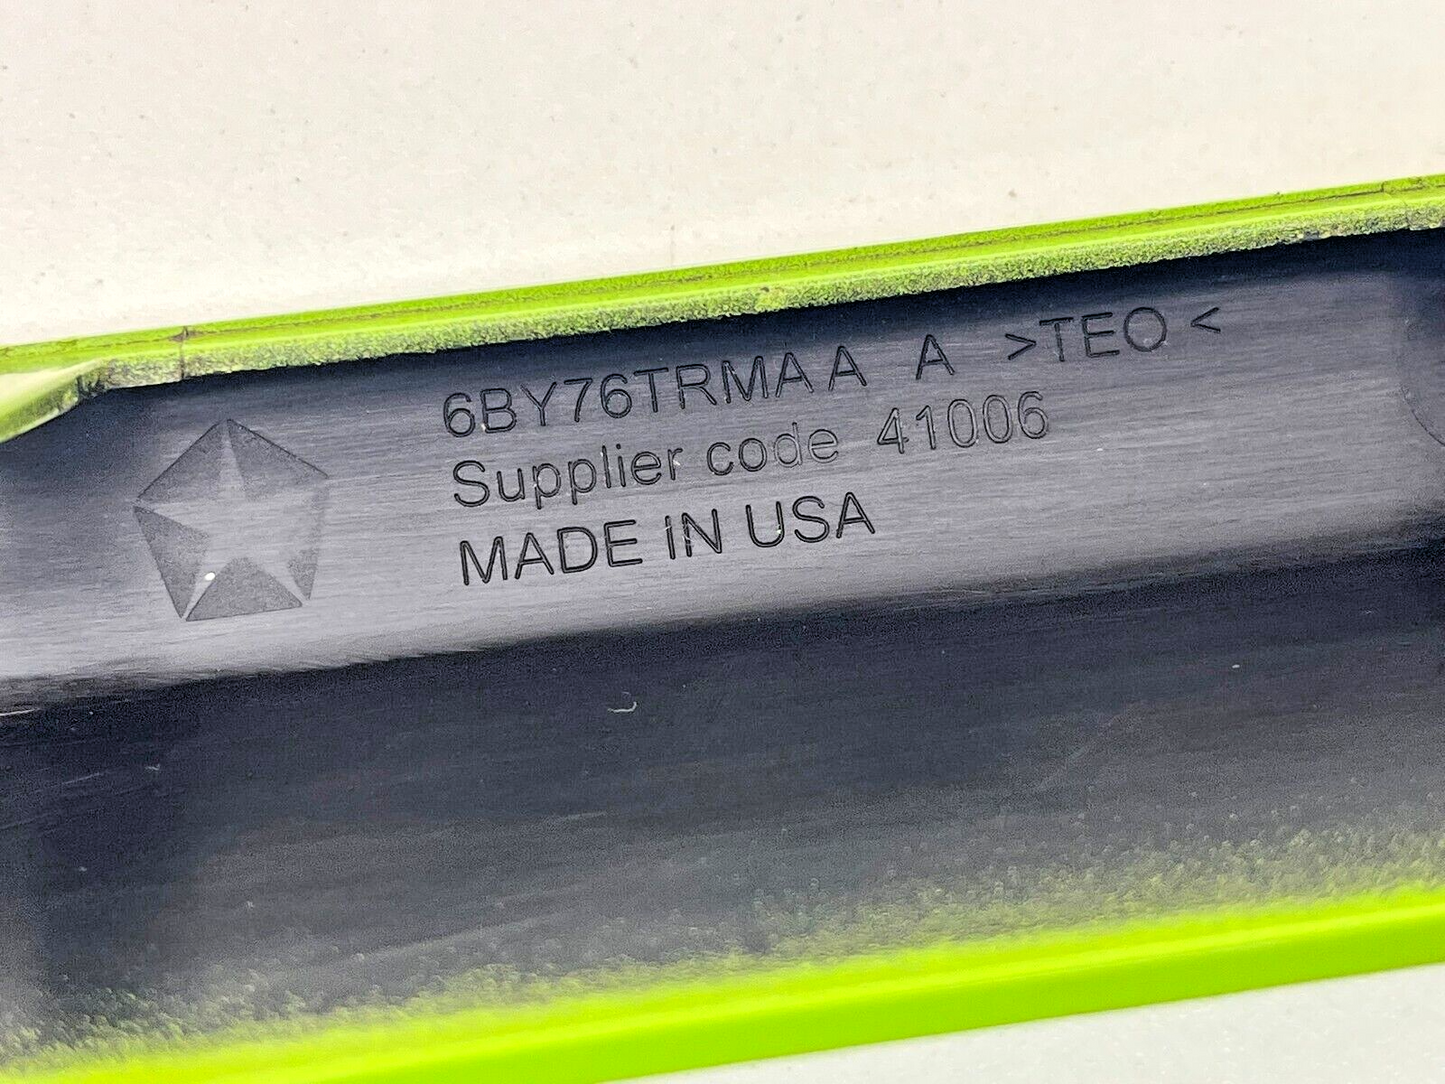 6BY76TRMAA A >TEO<
Supplier code 41006
MADE IN USA